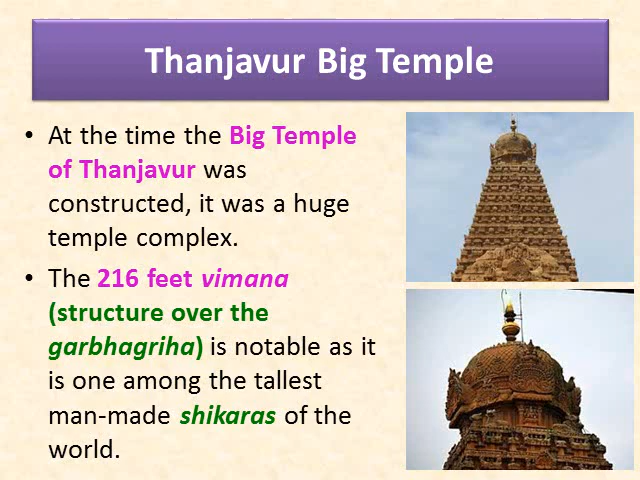 Thanjavur Big Temple
• At the time the Big Temple
of Thanjavur was
constructed, it was a huge
temple complex.
• The 216 feet vimana
(structure over the
garbhagriha) is notable as it
is one among the tallest
man-made shikaras of the
world.